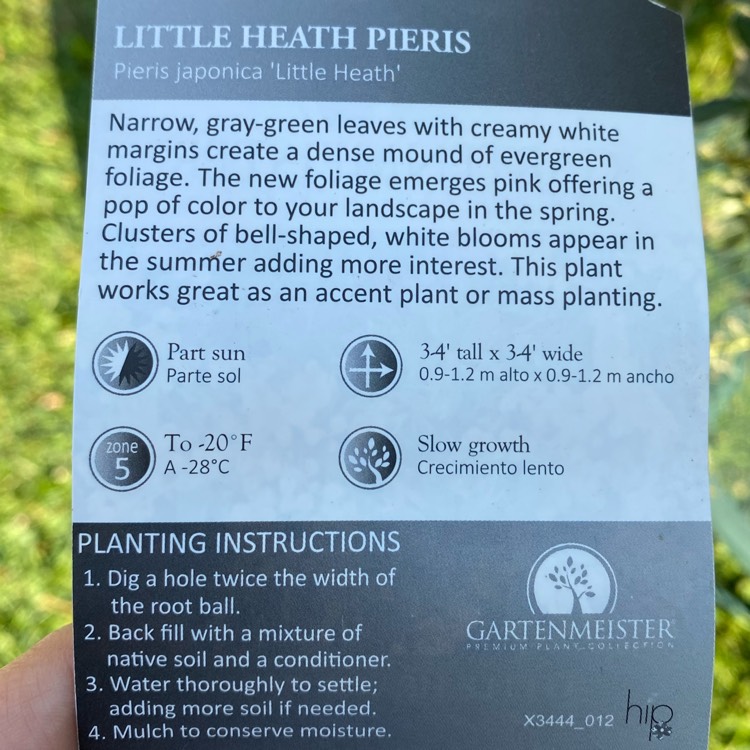 LITTLE HEATH PIERIS
Pieris japonica 'Little Heath'
Narrow, gray-green leaves with creamy white
margins create a dense mound of evergreen
foliage. The new foliage emerges pink offering a
pop of color to your landscape in the spring.
Clusters of bell-shaped, white blooms appear in
the summer adding more interest. This plant
works great as an accent plant or mass planting.
Part sun
Parte sol
3-4' tall x 3-4' wide
0.9-1.2 m alto x 0.9-1.2 m ancho
zone
5
To -20°F
A -28°C
Slow growth
Crecimiento lento
PLANTING INSTRUCTIONS
1. Dig a hole twice the width of
the root ball.
2. Back fill with a mixture of
native soil and a conditioner.
3. Water thoroughly to settle;
adding more soil if needed.
4. Mulch to conserve moisture.
GARTENMEISTER
PREMIUM PLANT COLLECTION
X3444_012
hip